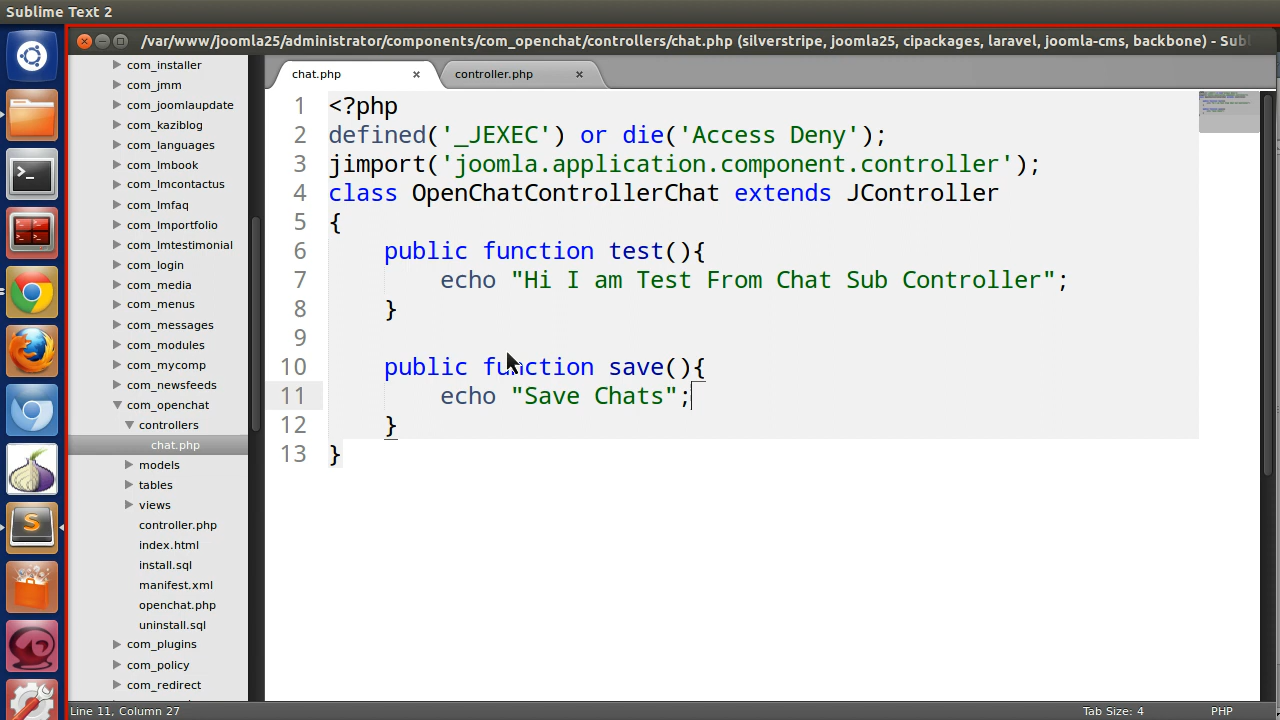 Sublime Text 2
/var/www/joomla25/administrator/components/com_openchat/controllers/chat.php (silverstripe, joomla25, cipackages, laravel, joomla-cms, backbone) - Subl
com_installer
com_jmm
com_joomlaupdate
com_kaziblog
com_languages
com_lmbook
com_lmcontactus
com_lmfaq
com_lmportfolio
com_lmtestimonial
com_login
com_media
com_menus
com_messages
com_modules
com_mycomp
com_newsfeeds
com_openchat
controllers
chat.php
models
tables
views
controller.php
index.html
install.sql
manifest.xml
openchat.php
uninstall.sql
com_plugins
com_policy
com_redirect
chat.php controller.php
1 <?php
2 defined('_JEXEC') or die('Access Deny');
3 jimport('joomla.application.component.controller');
4 class OpenChatControllerChat extends JController
5 {
6 public function test(){
7 echo "Hi I am Test From Chat Sub Controller";
8 }
9
10 public function save(){
11 echo "Save Chats";
12 }
13 }
Line 11, Column 27 Tab Size: 4 PHP